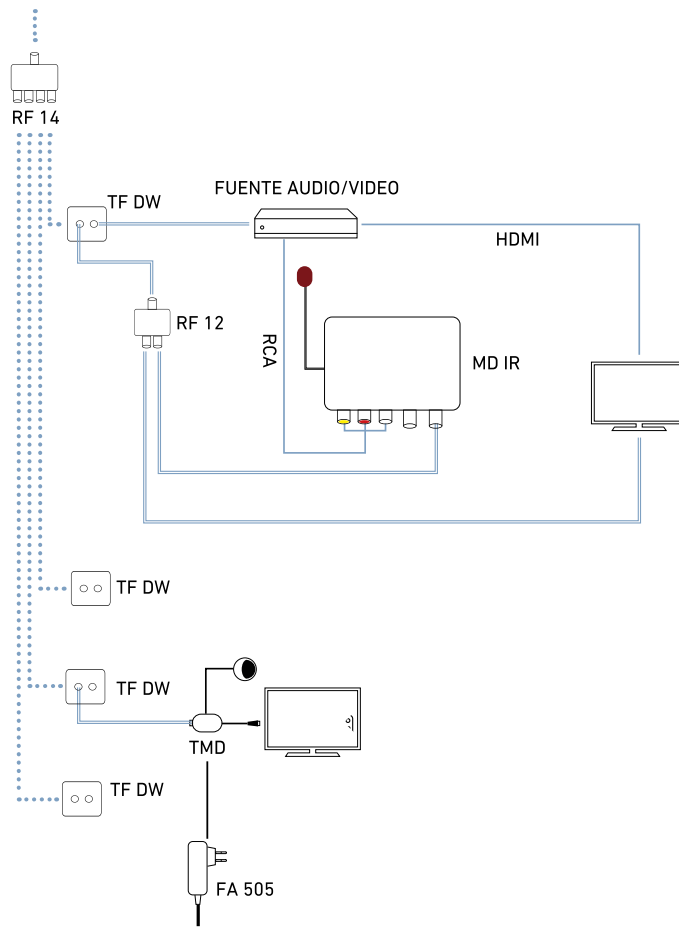 RF 14
TF DW
FUENTE AUDIO/VIDEO
HDMI
RF 12
RCA
MD IR
TF DW
TF DW
TMD
TF DW
FA 505